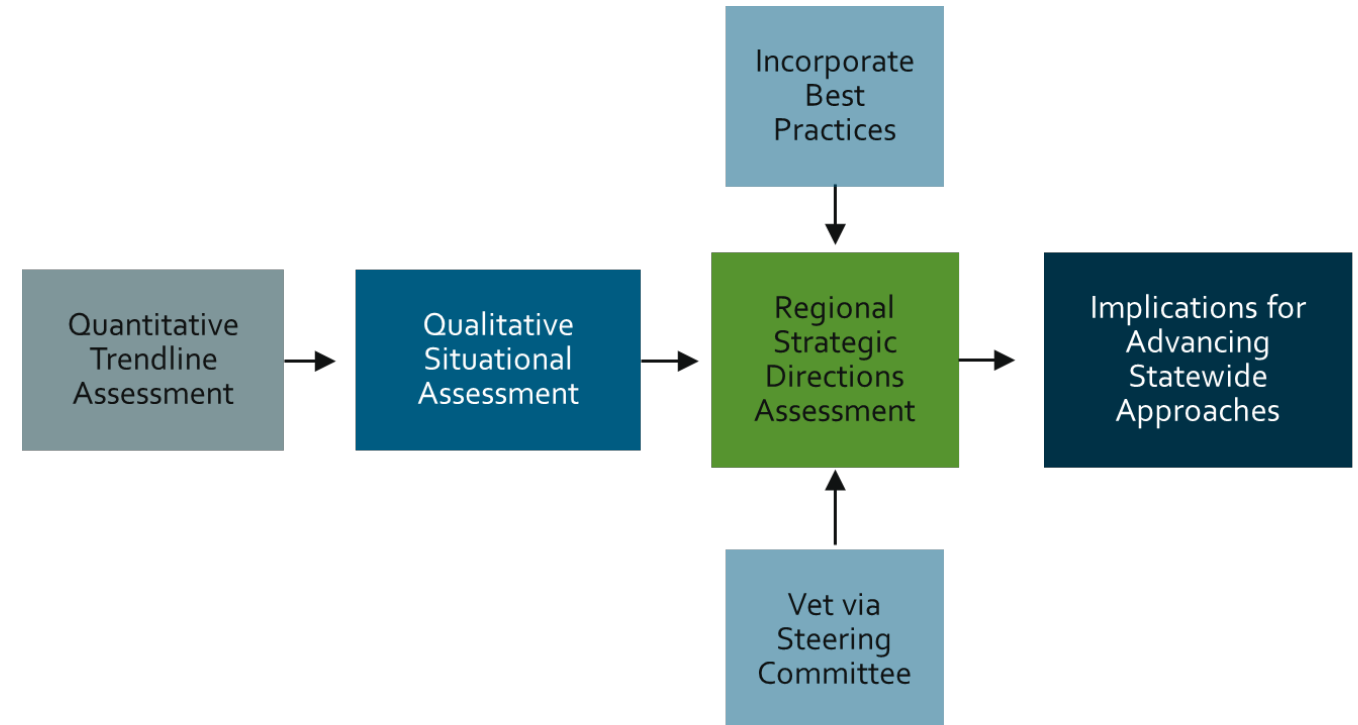 Incorporate
Best
Practices
Quantitative
Trendline
Assessment
Qualitative
Situational
Assessment
Regional
Strategic
Directions
Assessment
Implications for
Advancing
Statewide
Approaches
Vet via
Steering
Committee